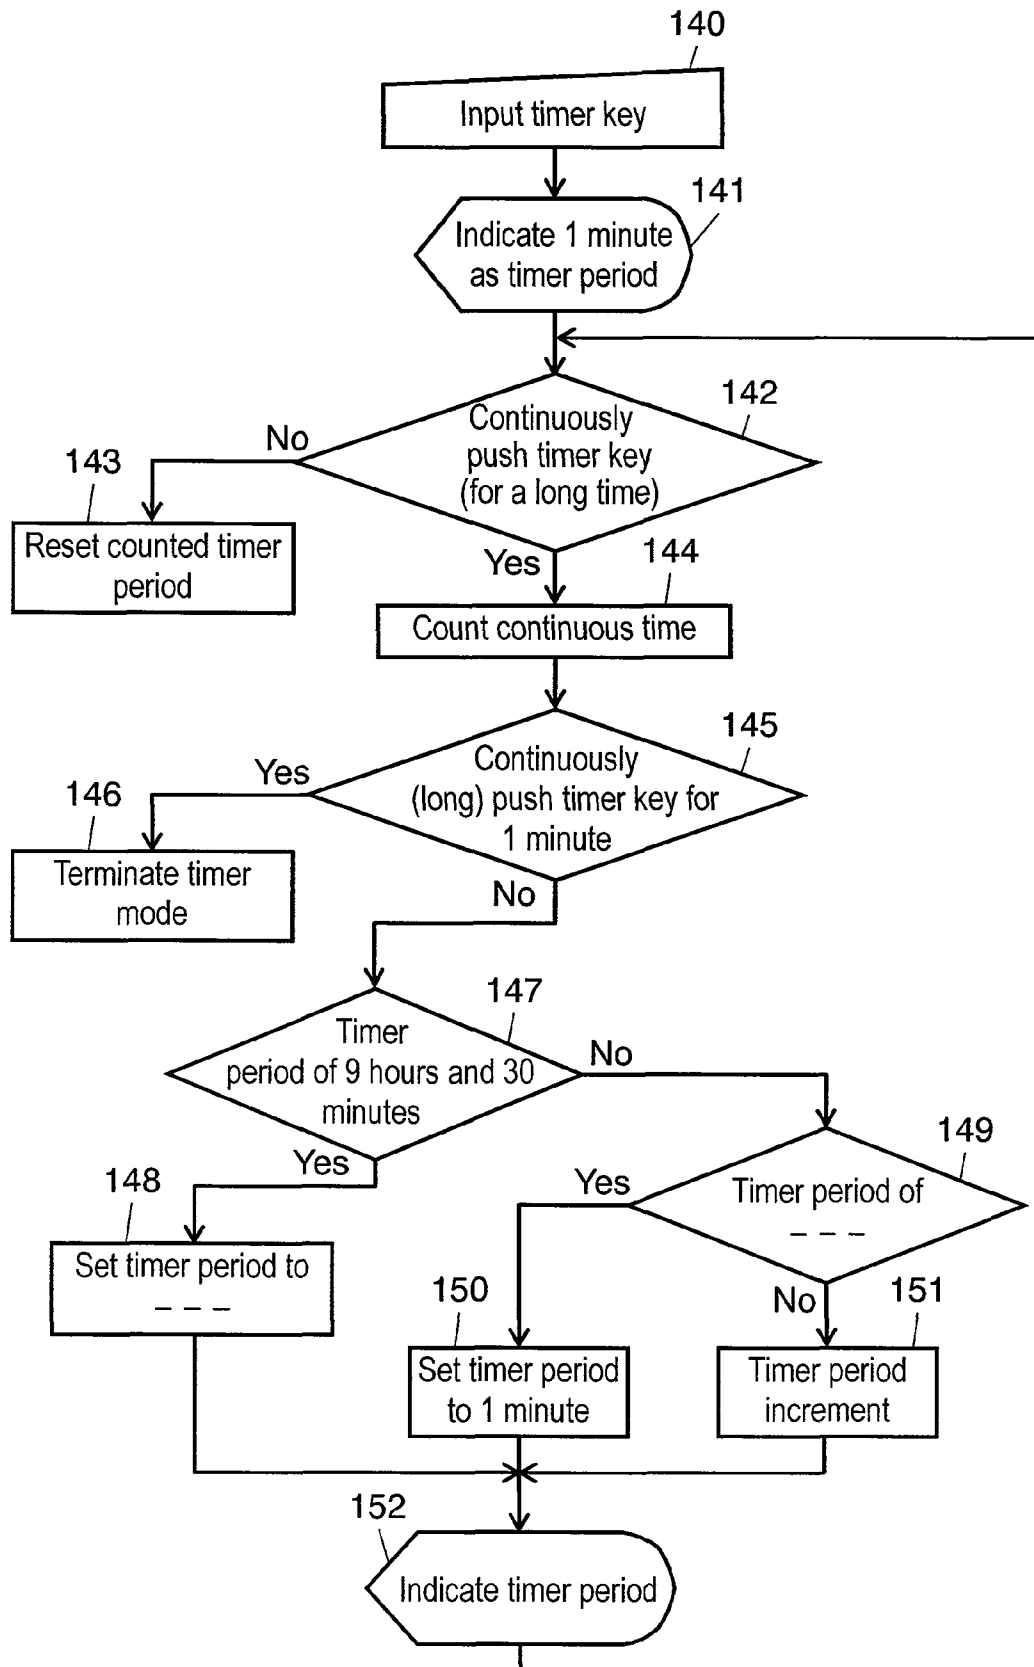 140
Input timer key
141
Indicate 1 minute
as timer period
142
Continuously
push timer key
(for a long time)
No
143
Reset counted timer
period
Yes
144
Count continuous time
145
Continuously
(long) push timer key for
1 minute
Yes
146
Terminate timer
mode
No
147
Timer
period of 9 hours and 30
minutes
No
149
Timer period of
– – –
Yes
148
Set timer period to
– – –
Yes
150
Set timer period
to 1 minute
No
151
Timer period
increment
152
Indicate timer period